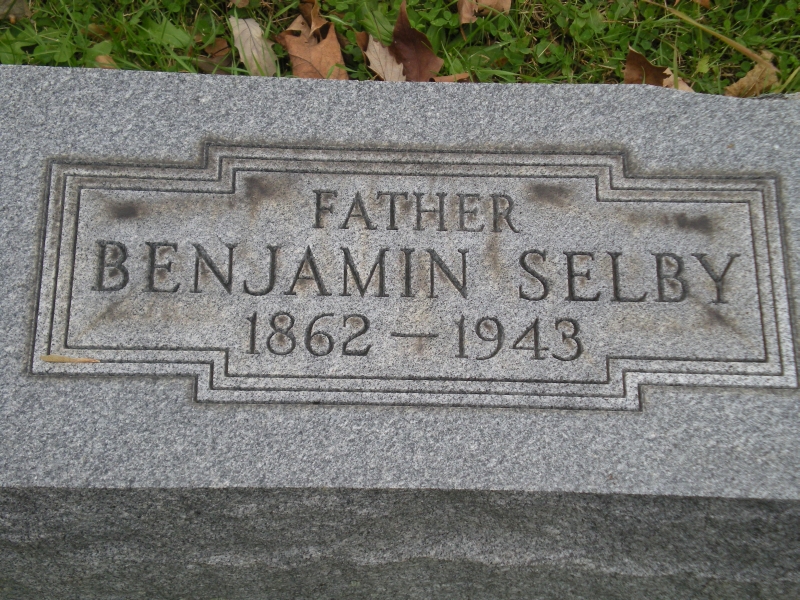 FATHER
BENJAMIN SELBY
1862 — 1943